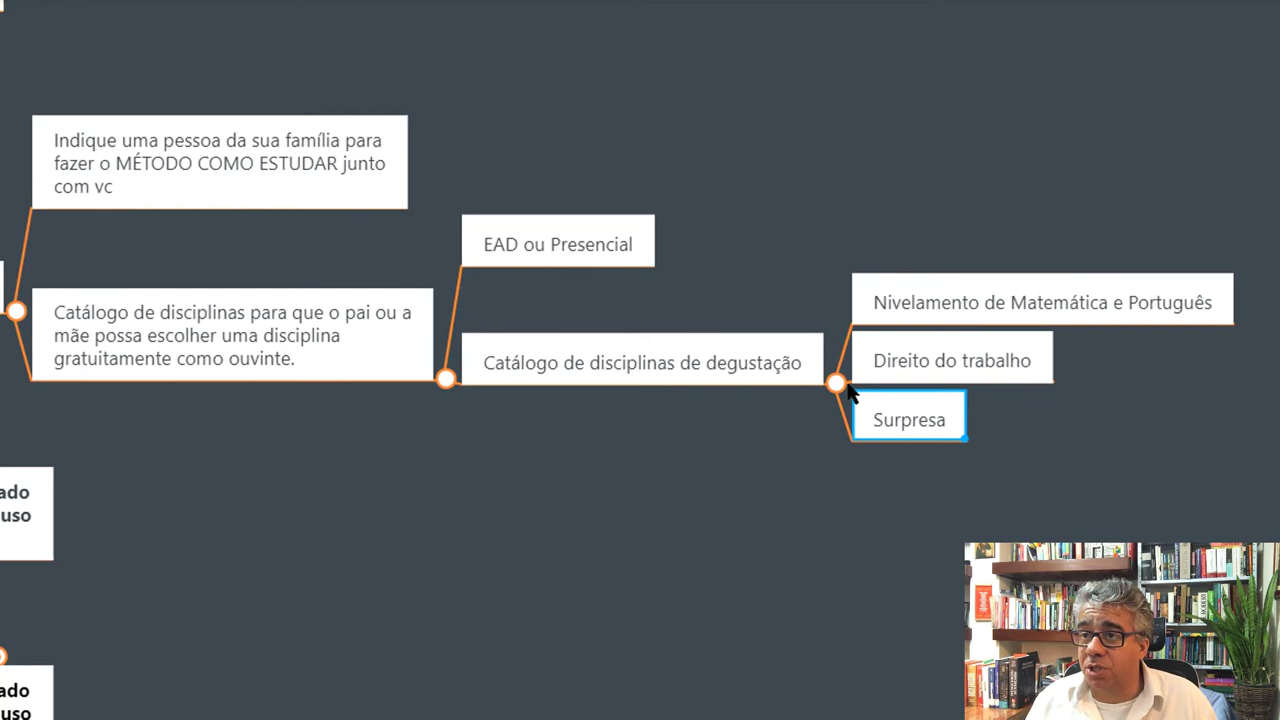 Indique uma pessoa da sua família para
fazer o MÉTODO COMO ESTUDAR junto
com vc
EAD ou Presencial
Catálogo de disciplinas para que o pai ou a
mãe possa escolher uma disciplina
gratuitamente como ouvinte.
Catálogo de disciplinas de degustação
Nivelamento de Matemática e Português
Direito do trabalho
Surpresa
ado
uso
ado
uso